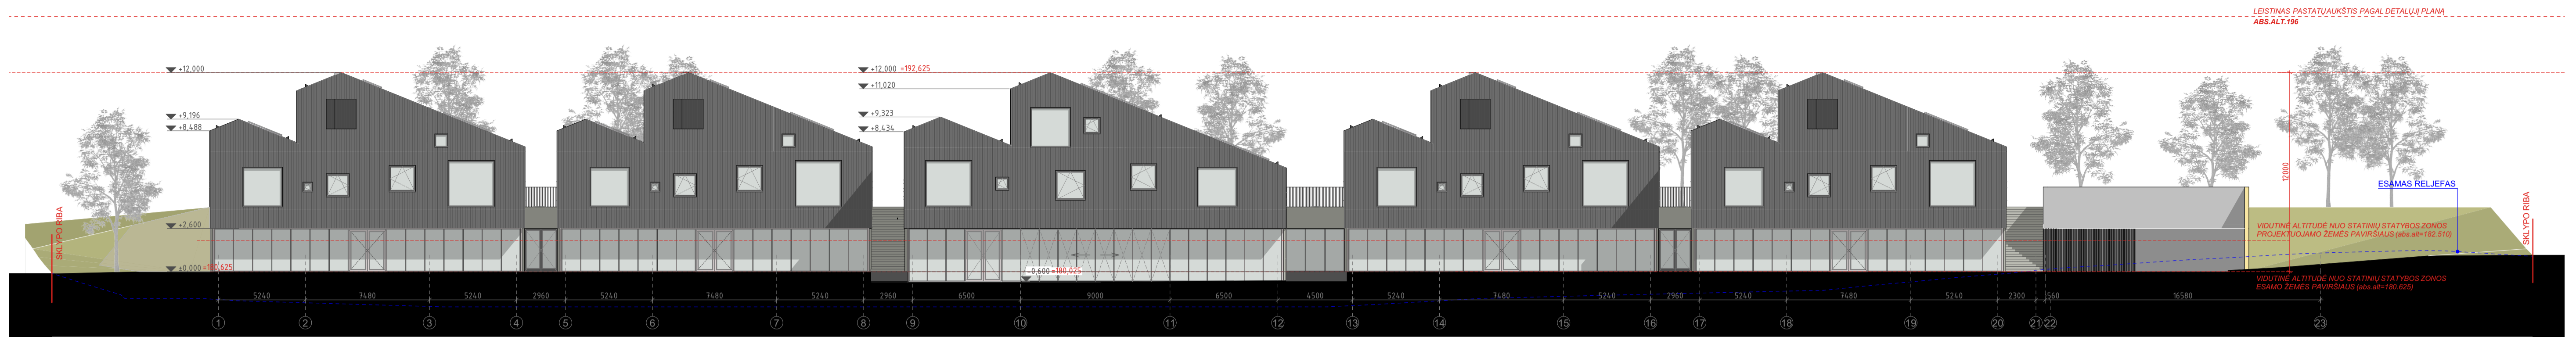 LEISTINAS PASTATŲ AUKŠTIS PAGAL DETALŲJĮ PLANĄ
ABS.ALT.196
+12,000
+9,196
+8,488
+2,600
±0,000 =180,625
+12,000 =192,625
+11,020
+9,323
+8,434
-0,600 =180,025
12000
ESAMAS RELJEFAS
SKLYPO RIBA
SKLYPO RIBA
VIDUTINĖ ALTITUDĖ NUO STATINIŲ STATYBOS ZONOS
PROJEKTUOJAMO ŽEMĖS PAVIRŠIAUS (abs.alt=182.510)
VIDUTINĖ ALTITUDĖ NUO STATINIŲ STATYBOS ZONOS
ESAMO ŽEMĖS PAVIRŠIAUS (abs.alt=180.625)
5240 7480 5240 2960 5240 7480 5240 2960 6500 9000 6500 4500 5240 7480 5240 2960 5240 7480 5240 2300 560 16580
1 2 3 4 5 6 7 8 9 10 11 12 13 14 15 16 17 18 19 20 21 22 23